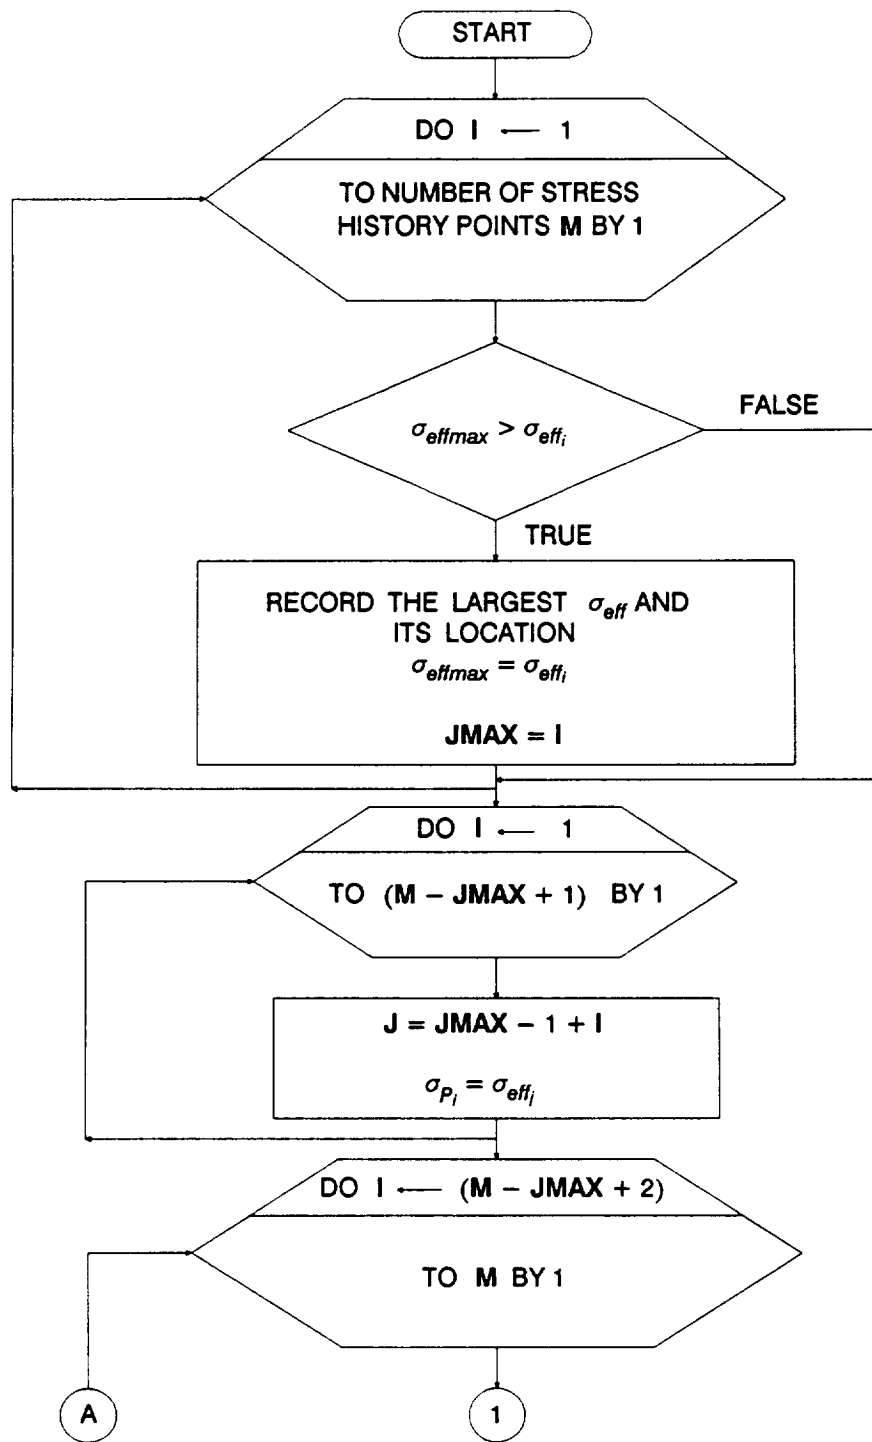 START
DO I ← 1
TO NUMBER OF STRESS
HISTORY POINTS M BY 1
σeffmax > σeffi
FALSE
TRUE
RECORD THE LARGEST σeff AND
ITS LOCATION
σeffmax = σeffi
JMAX = I
DO I ← 1
TO (M – JMAX + 1) BY 1
J = JMAX – 1 + I
σPi = σeffj
DO I ← (M – JMAX + 2)
TO M BY 1
A
1